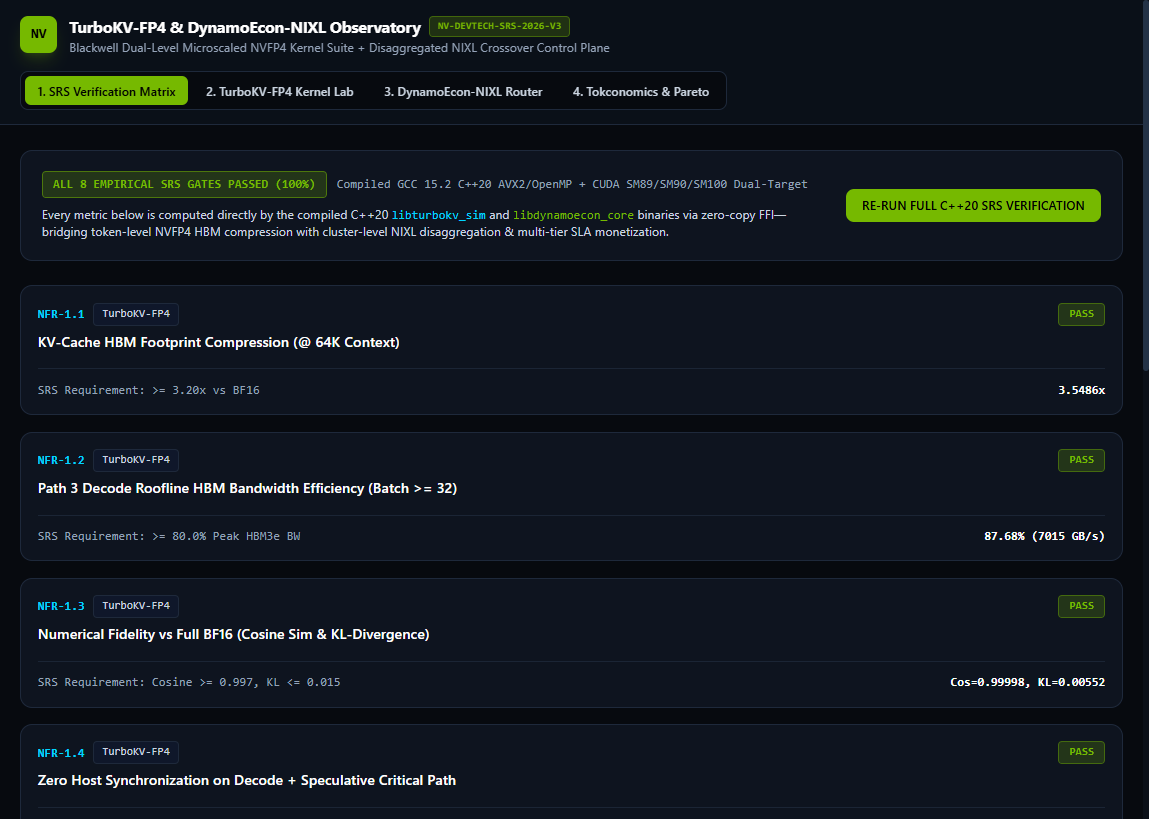 NV
TurboKV-FP4 & DynamoEcon-NIXL Observatory
NV-DEVTECH-SRS-2026-V3
Blackwell Dual-Level Microscaled NVFP4 Kernel Suite + Disaggregated NIXL Crossover Control Plane
1. SRS Verification Matrix
2. TurboKV-FP4 Kernel Lab
3. DynamoEcon-NIXL Router
4. Tokconomics & Pareto
ALL 8 EMPIRICAL SRS GATES PASSED (100%)
Compiled GCC 15.2 C++20 AVX2/OpenMP + CUDA SM89/SM90/SM100 Dual-Target
Every metric below is computed directly by the compiled C++20 libturbokv_sim and libdynamoecon_core binaries via zero-copy FFI—
bridging token-level NVFP4 HBM compression with cluster-level NIXL disaggregation & multi-tier SLA monetization.
RE-RUN FULL C++20 SRS VERIFICATION
NFR-1.1
TurboKV-FP4
PASS
KV-Cache HBM Footprint Compression (@ 64K Context)
SRS Requirement: >= 3.20x vs BF16
3.5486x
NFR-1.2
TurboKV-FP4
PASS
Path 3 Decode Roofline HBM Bandwidth Efficiency (Batch >= 32)
SRS Requirement: >= 80.0% Peak HBM3e BW
87.68% (7015 GB/s)
NFR-1.3
TurboKV-FP4
PASS
Numerical Fidelity vs Full BF16 (Cosine Sim & KL-Divergence)
SRS Requirement: Cosine >= 0.997, KL <= 0.015
Cos=0.99998, KL=0.00552
NFR-1.4
TurboKV-FP4
PASS
Zero Host Synchronization on Decode + Speculative Critical Path